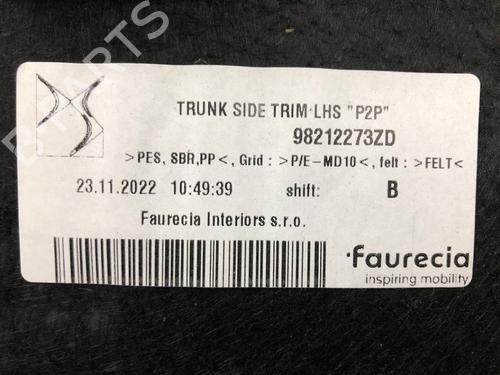 TRUNK SIDE TRIM LHS "P2P"
98212273ZD
>PES, SBR,PP<, Grid : >P/E-MD10<, felt : >FELT<
23.11.2022 10:49:39 shift: B
Faurecia Interiors s.r.o.
faurecia
inspiring mobility